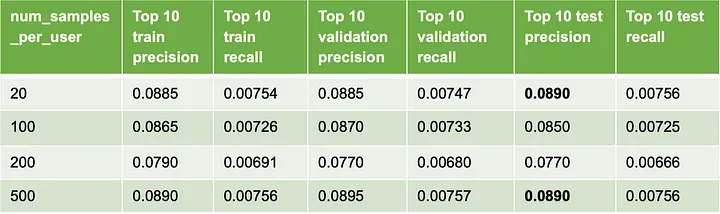 num_samples_per_user Top 10 train precision Top 10 train recall Top 10 validation precision Top 10 validation recall Top 10 test precision Top 10 test recall
20 0.0885 0.00754 0.0885 0.00747 0.0890 0.00756
100 0.0865 0.00726 0.0870 0.00733 0.0850 0.00725
200 0.0790 0.00691 0.0770 0.00680 0.0770 0.00666
500 0.0890 0.00756 0.0895 0.00757 0.0890 0.00756